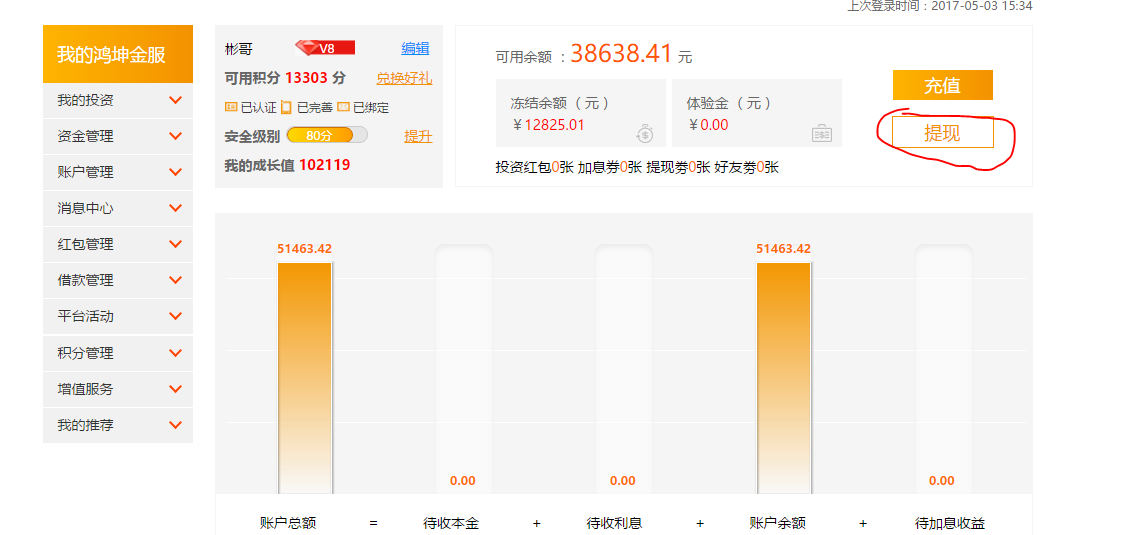 上次登录时间：2017-05-03 15:34
我的鸿坤金服
我的投资
资金管理
账户管理
消息中心
红包管理
借款管理
平台活动
积分管理
增值服务
我的推荐
彬哥 V8 编辑
可用积分 13303 分 兑换好礼
已认证 已完善 已绑定
安全级别 80分 提升
我的成长值 102119
可用余额 ：38638.41 元
冻结余额（元）
￥12825.01
体验金（元）
￥0.00
投资红包0张 加息券0张 提现劵0张 好友劵0张
充值
提现
51463.42 51463.42
0.00 0.00 0.00
账户总额 = 待收本金 + 待收利息 + 账户余额 + 待加息收益